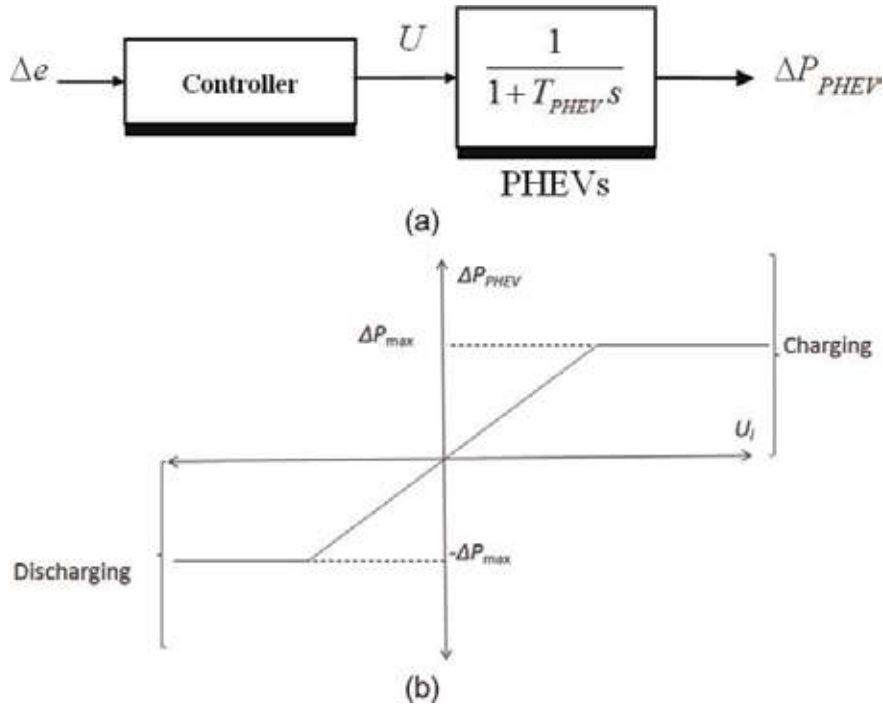 Δe
Controller
U
1
1 + T_PHEV s
ΔP_PHEV
PHEVs
(a)
ΔP_PHEV
ΔP_max
Charging
U_i
-ΔP_max
Discharging
(b)